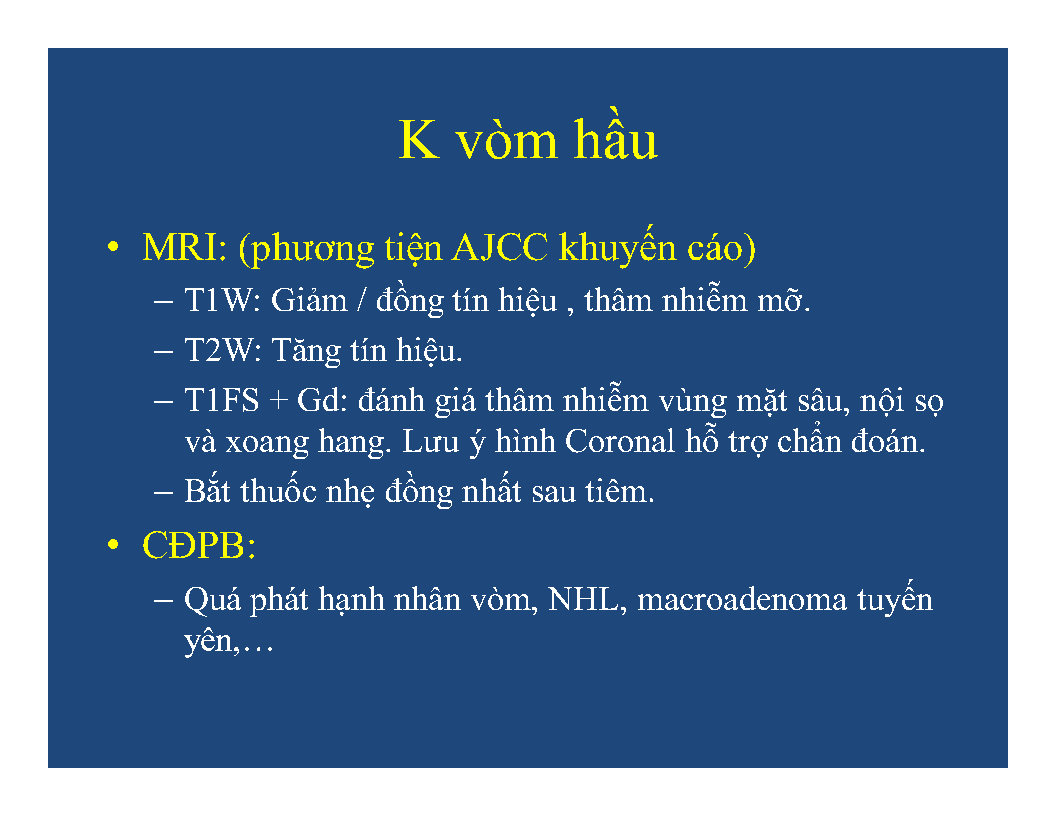 K vòm hầu
• MRI: (phương tiện AJCC khuyến cáo)
– T1W: Giảm / đồng tín hiệu , thâm nhiễm mỡ.
– T2W: Tăng tín hiệu.
– T1FS + Gd: đánh giá thâm nhiễm vùng mặt sâu, nội sọ
và xoang hang. Lưu ý hình Coronal hỗ trợ chẩn đoán.
– Bắt thuốc nhẹ đồng nhất sau tiêm.
• CĐPB:
– Quá phát hạnh nhân vòm, NHL, macroadenoma tuyến
yên,…